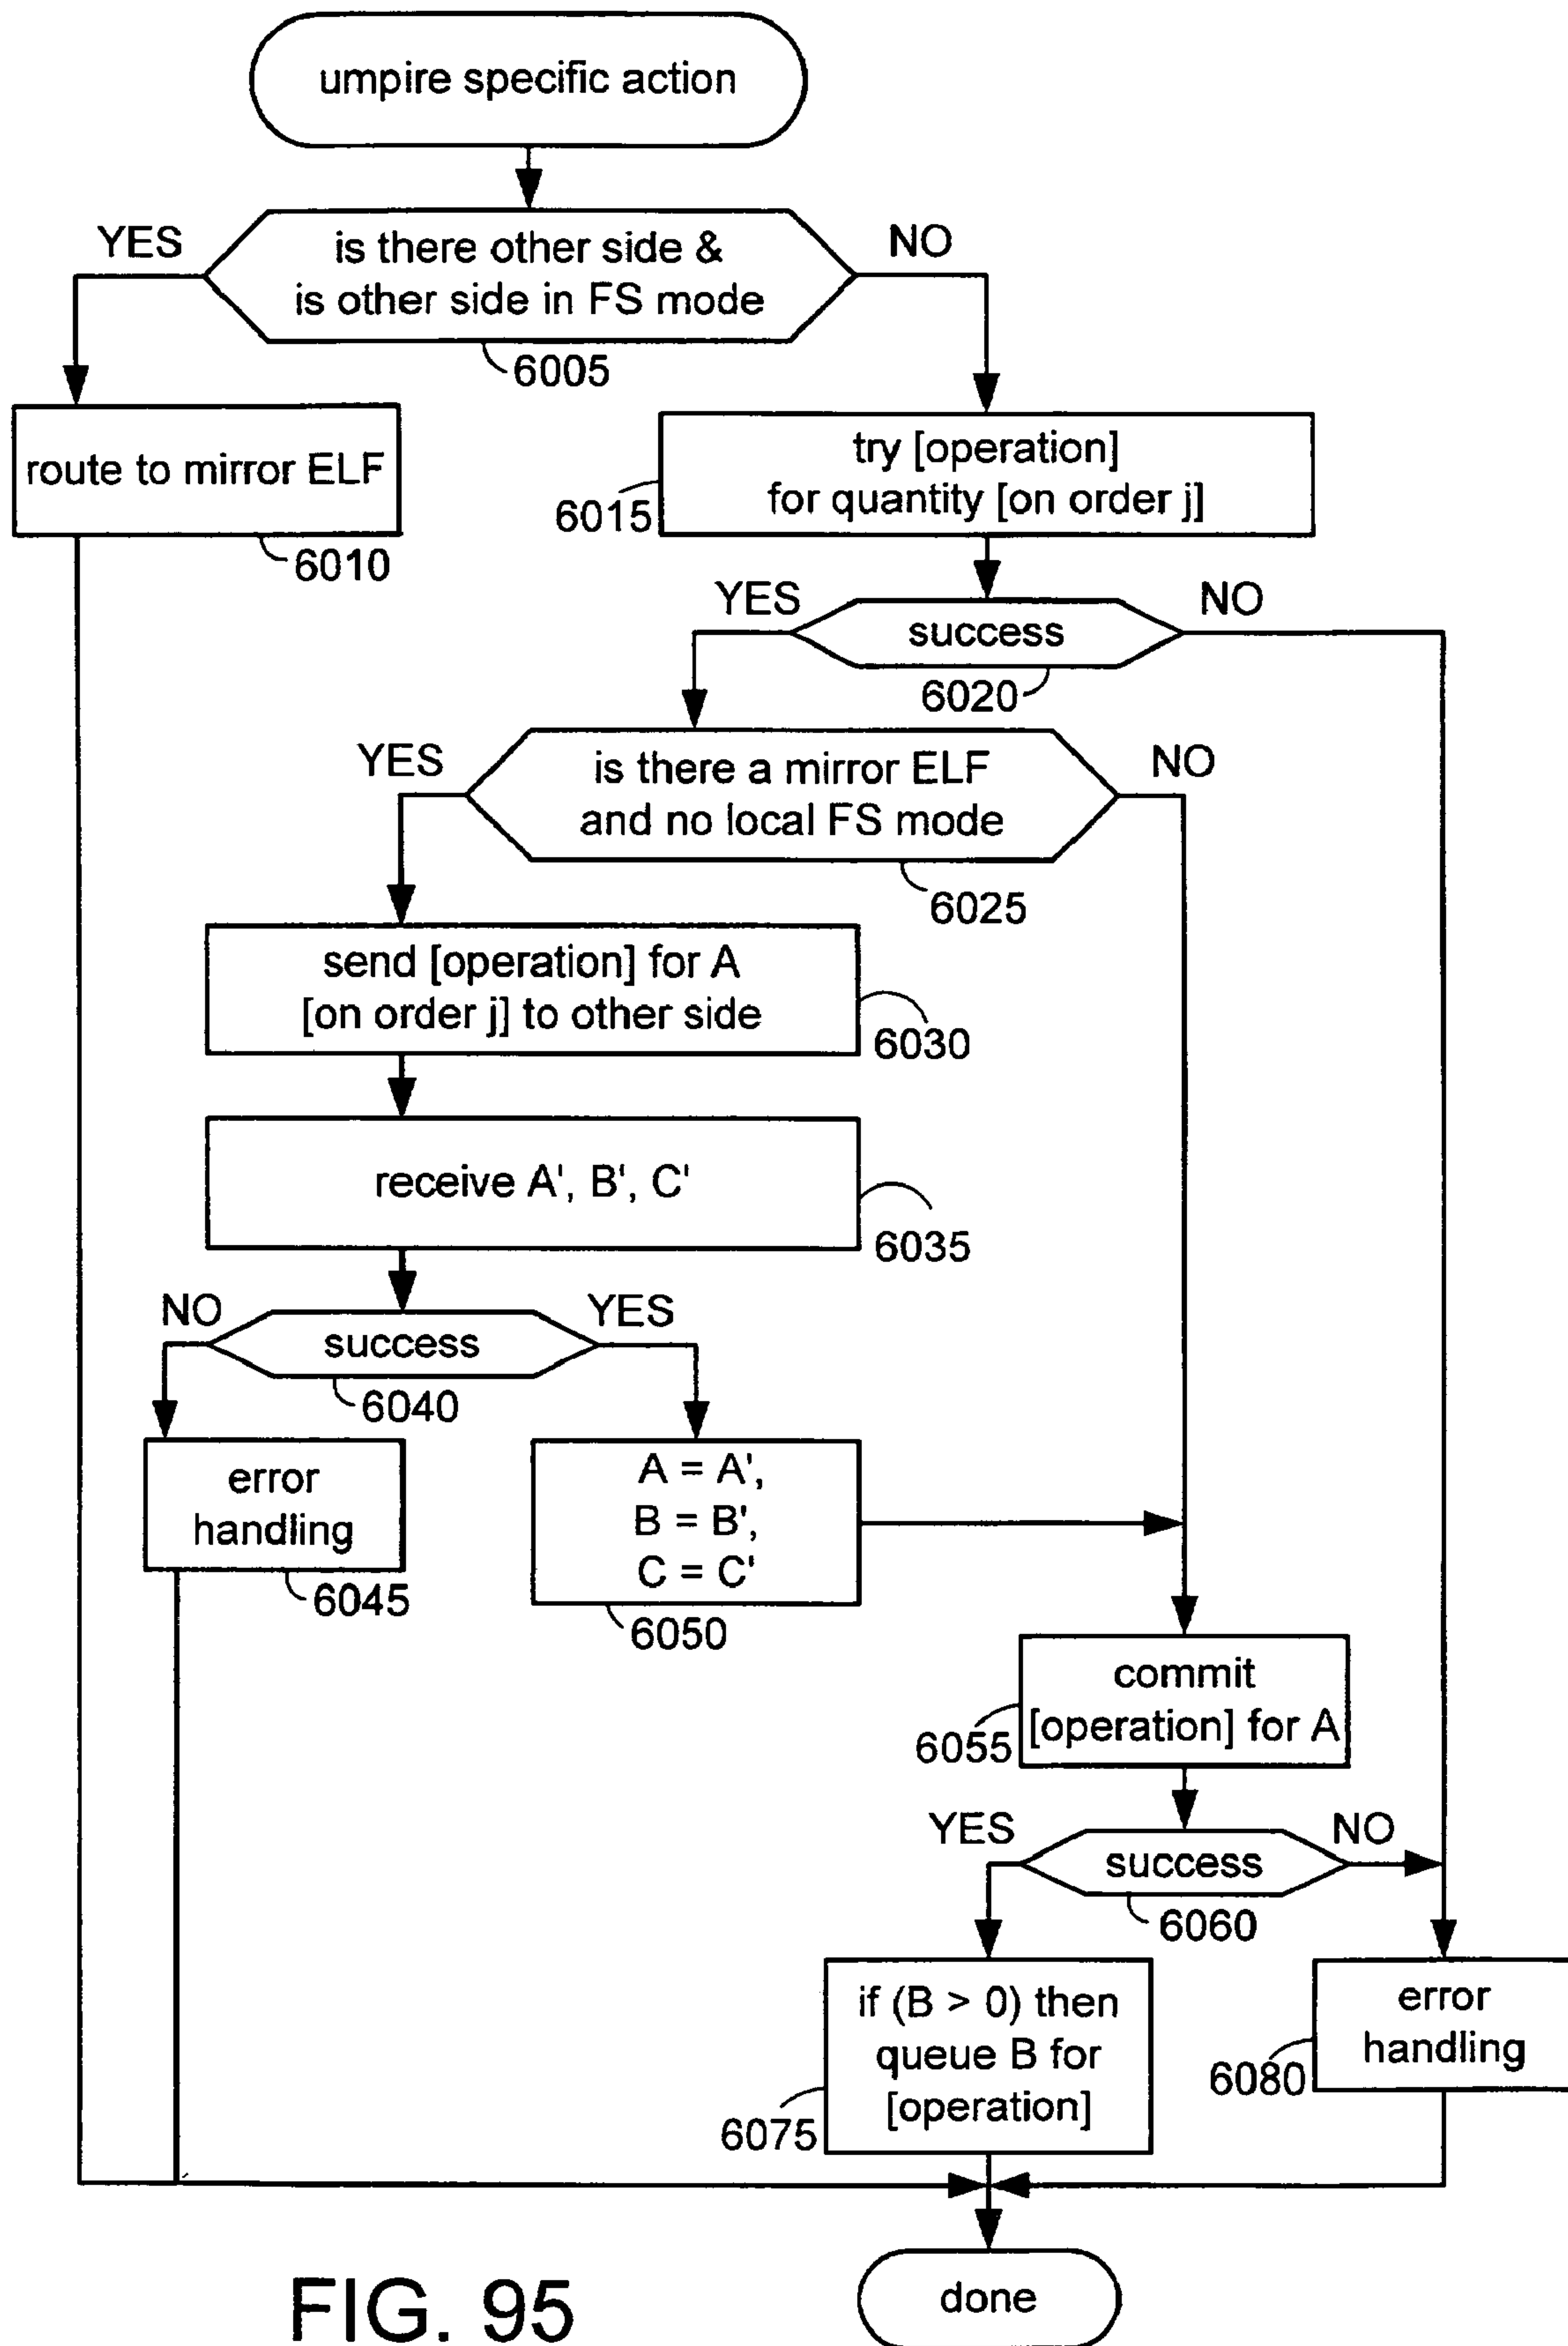 umpire specific action
YES
is there other side &
is other side in FS mode
NO
6005
route to mirror ELF
6010
try [operation]
for quantity [on order j]
6015
YES
success
NO
6020
YES
is there a mirror ELF
and no local FS mode
NO
6025
send [operation] for A
[on order j] to other side
6030
receive A', B', C'
6035
NO
success
YES
6040
error
handling
6045
A = A',
B = B',
C = C'
6050
commit
[operation] for A
6055
YES
success
NO
6060
if (B > 0) then
queue B for
[operation]
6075
error
handling
6080
done
FIG. 95